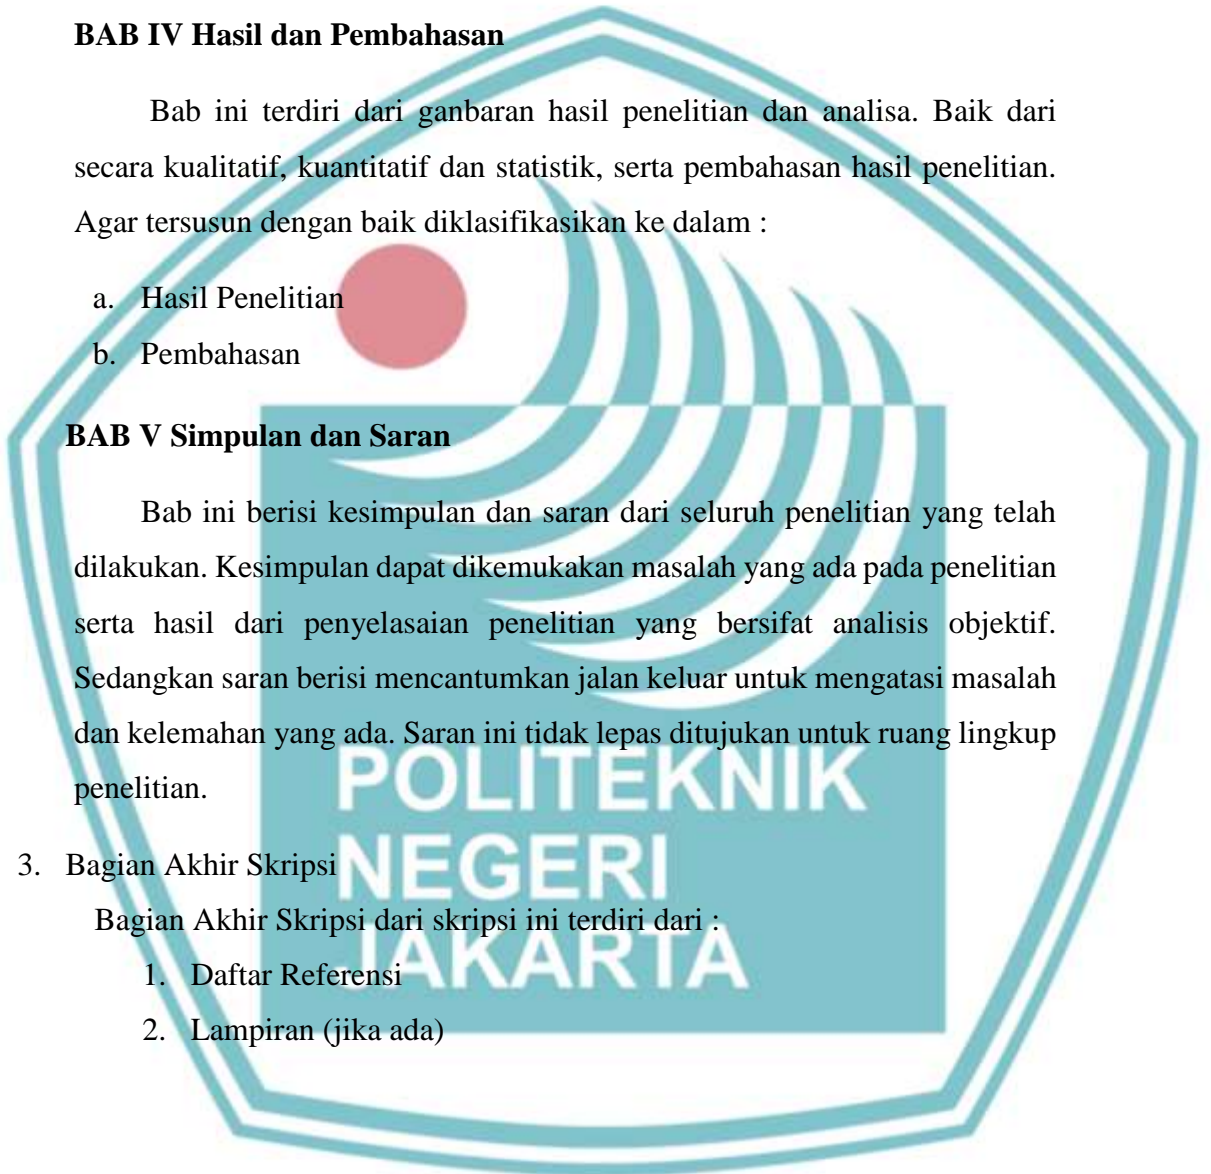 BAB IV Hasil dan Pembahasan
Bab ini terdiri dari ganbaran hasil penelitian dan analisa. Baik dari
secara kualitatif, kuantitatif dan statistik, serta pembahasan hasil penelitian.
Agar tersusun dengan baik diklasifikasikan ke dalam :
a. Hasil Penelitian
b. Pembahasan
BAB V Simpulan dan Saran
Bab ini berisi kesimpulan dan saran dari seluruh penelitian yang telah
dilakukan. Kesimpulan dapat dikemukakan masalah yang ada pada penelitian
serta hasil dari penyelasaian penelitian yang bersifat analisis objektif.
Sedangkan saran berisi mencantumkan jalan keluar untuk mengatasi masalah
dan kelemahan yang ada. Saran ini tidak lepas ditujukan untuk ruang lingkup
penelitian.
POLITEKNIK
NEGERI
JAKARTA
3. Bagian Akhir Skripsi
Bagian Akhir Skripsi dari skripsi ini terdiri dari :
1. Daftar Referensi
2. Lampiran (jika ada)